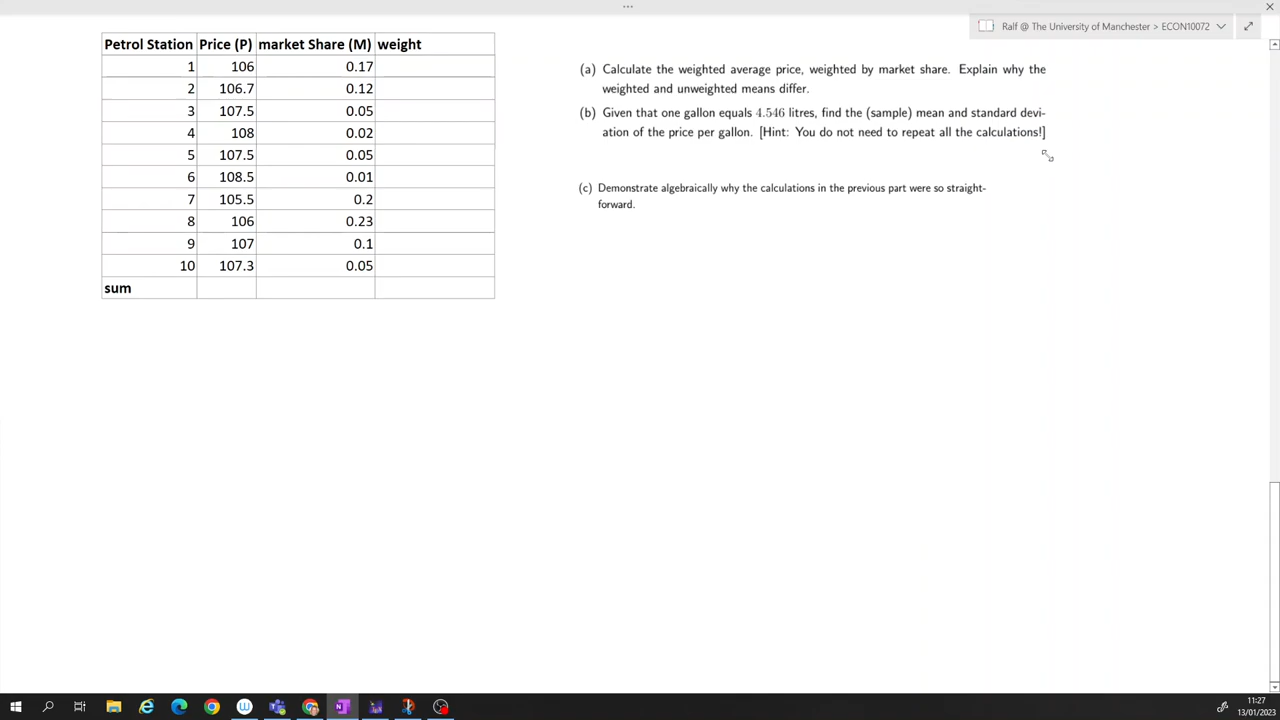 Ralf @ The University of Manchester > ECON10072
Petrol Station Price (P) market Share (M) weight
1 106 0.17
2 106.7 0.12
3 107.5 0.05
4 108 0.02
5 107.5 0.05
6 108.5 0.01
7 105.5 0.2
8 106 0.23
9 107 0.1
10 107.3 0.05
sum
(a) Calculate the weighted average price, weighted by market share. Explain why the
weighted and unweighted means differ.
(b) Given that one gallon equals 4.546 litres, find the (sample) mean and standard devi-
ation of the price per gallon. [Hint: You do not need to repeat all the calculations!]
(c) Demonstrate algebraically why the calculations in the previous part were so straight-
forward.
11:27
13/01/2023